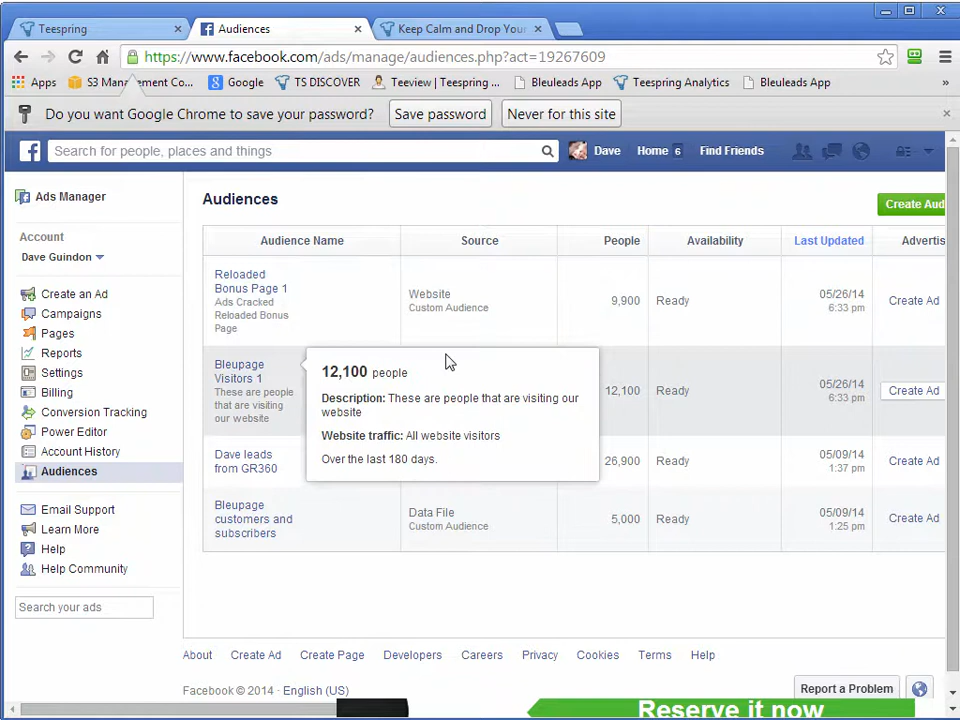 Teespring
Audiences
Keep Calm and Drop Your
https://www.facebook.com/ads/manage/audiences.php?act=19267609
Apps
S3 Management Co...
Google
TS DISCOVER
Teeview | Teespring ...
Bleuleads App
Teespring Analytics
Bleuleads App
»
Do you want Google Chrome to save your password?
Save password
Never for this site
Search for people, places and things
Dave
Home 6
Find Friends
Ads Manager
Account
Dave Guindon
Create an Ad
Campaigns
Pages
Reports
Settings
Billing
Conversion Tracking
Power Editor
Account History
Audiences
Email Support
Learn More
Help
Help Community
Search your ads
Audiences
Create Aud
Audience Name
Source
People
Availability
Last Updated
Advertis
Reloaded
Bonus Page 1
Ads Cracked
Reloaded Bonus
Page
Website
Custom Audience
9,900
Ready
05/26/14
6:33 pm
Create Ad
Bleupage
Visitors 1
These are people
that are visiting
our website
12,100 people
Description: These are people that are visiting our
website
Website traffic: All website visitors
Over the last 180 days.
12,100
Ready
05/26/14
6:33 pm
Create Ad
Dave leads
from GR360
26,900
Ready
05/09/14
1:37 pm
Create Ad
Bleupage
customers and
subscribers
Data File
Custom Audience
5,000
Ready
05/09/14
1:25 pm
Create Ad
About
Create Ad
Create Page
Developers
Careers
Privacy
Cookies
Terms
Help
Facebook © 2014 · English (US)
Report a Problem
Reserve it now